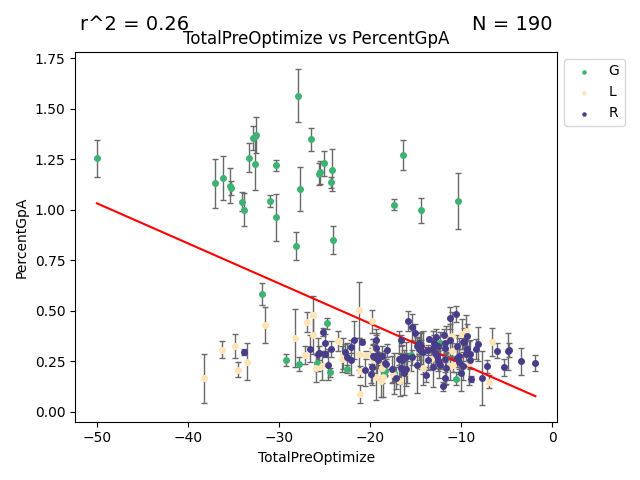 r^2 = 0.26
N = 190
TotalPreOptimize vs PercentGpA
G
L
R
1.75
1.50
1.25
1.00
0.75
0.50
0.25
0.00
PercentGpA
−50
−40
−30
−20
−10
0
TotalPreOptimize